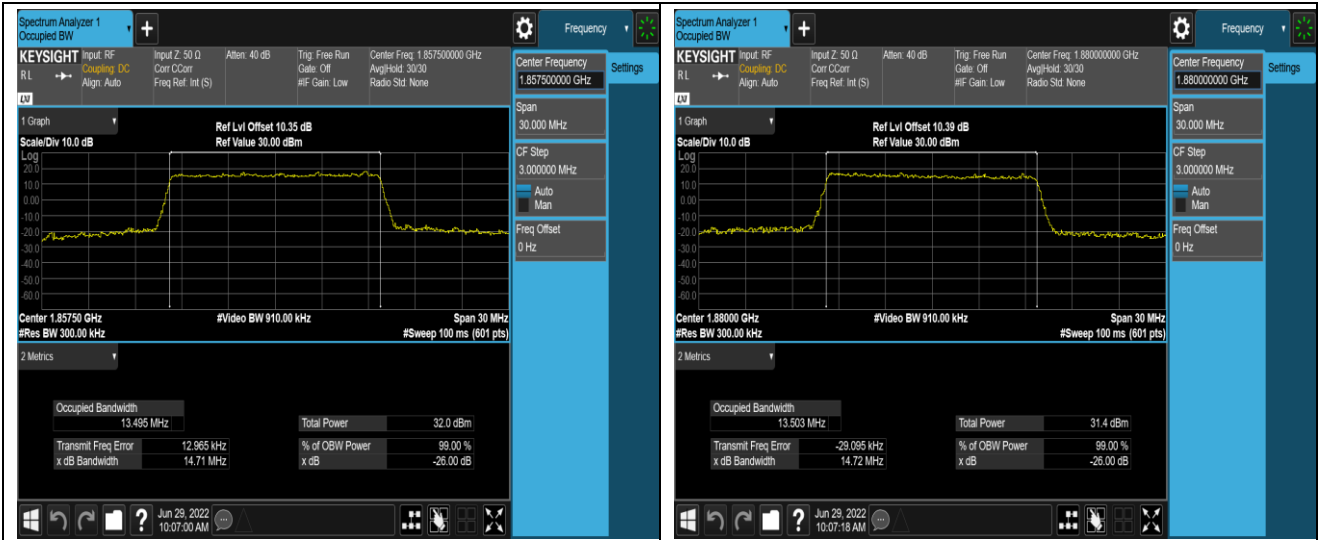 Spectrum Analyzer 1
Occupied BW
+
Frequency
KEYSIGHT Input: RF Input Z: 50 Ω Atten: 40 dB Trig: Free Run Center Freq: 1.857500000 GHz
RL Coupling: DC Corr CCorr Gate: Off Avg|Hold: 30/30
Align: Auto Freq Ref: Int (S) #IF Gain: Low Radio Std: None
LXI
Center Frequency
1.857500000 GHz
Settings
Span
30.000 MHz
CF Step
3.000000 MHz
Auto
Man
Freq Offset
0 Hz
1 Graph
Ref Lvl Offset 10.35 dB
Scale/Div 10.0 dB Ref Value 30.00 dBm
Log
20.0
10.0
0.00
-10.0
-20.0
-30.0
-40.0
-50.0
-60.0
Center 1.85750 GHz #Video BW 910.00 kHz Span 30 MHz
#Res BW 300.00 kHz #Sweep 100 ms (601 pts)
2 Metrics
Occupied Bandwidth
13.495 MHz Total Power 32.0 dBm
Transmit Freq Error 12.965 kHz % of OBW Power 99.00 %
x dB Bandwidth 14.71 MHz x dB -26.00 dB
? Jun 29, 2022
10:07:00 AM
Spectrum Analyzer 1
Occupied BW
+
Frequency
KEYSIGHT Input: RF Input Z: 50 Ω Atten: 40 dB Trig: Free Run Center Freq: 1.880000000 GHz
RL Coupling: DC Corr CCorr Gate: Off Avg|Hold: 30/30
Align: Auto Freq Ref: Int (S) #IF Gain: Low Radio Std: None
LXI
Center Frequency
1.880000000 GHz
Settings
Span
30.000 MHz
CF Step
3.000000 MHz
Auto
Man
Freq Offset
0 Hz
1 Graph
Ref Lvl Offset 10.39 dB
Scale/Div 10.0 dB Ref Value 30.00 dBm
Log
20.0
10.0
0.00
-10.0
-20.0
-30.0
-40.0
-50.0
-60.0
Center 1.88000 GHz #Video BW 910.00 kHz Span 30 MHz
#Res BW 300.00 kHz #Sweep 100 ms (601 pts)
2 Metrics
Occupied Bandwidth
13.503 MHz Total Power 31.4 dBm
Transmit Freq Error -29.095 kHz % of OBW Power 99.00 %
x dB Bandwidth 14.72 MHz x dB -26.00 dB
? Jun 29, 2022
10:07:18 AM